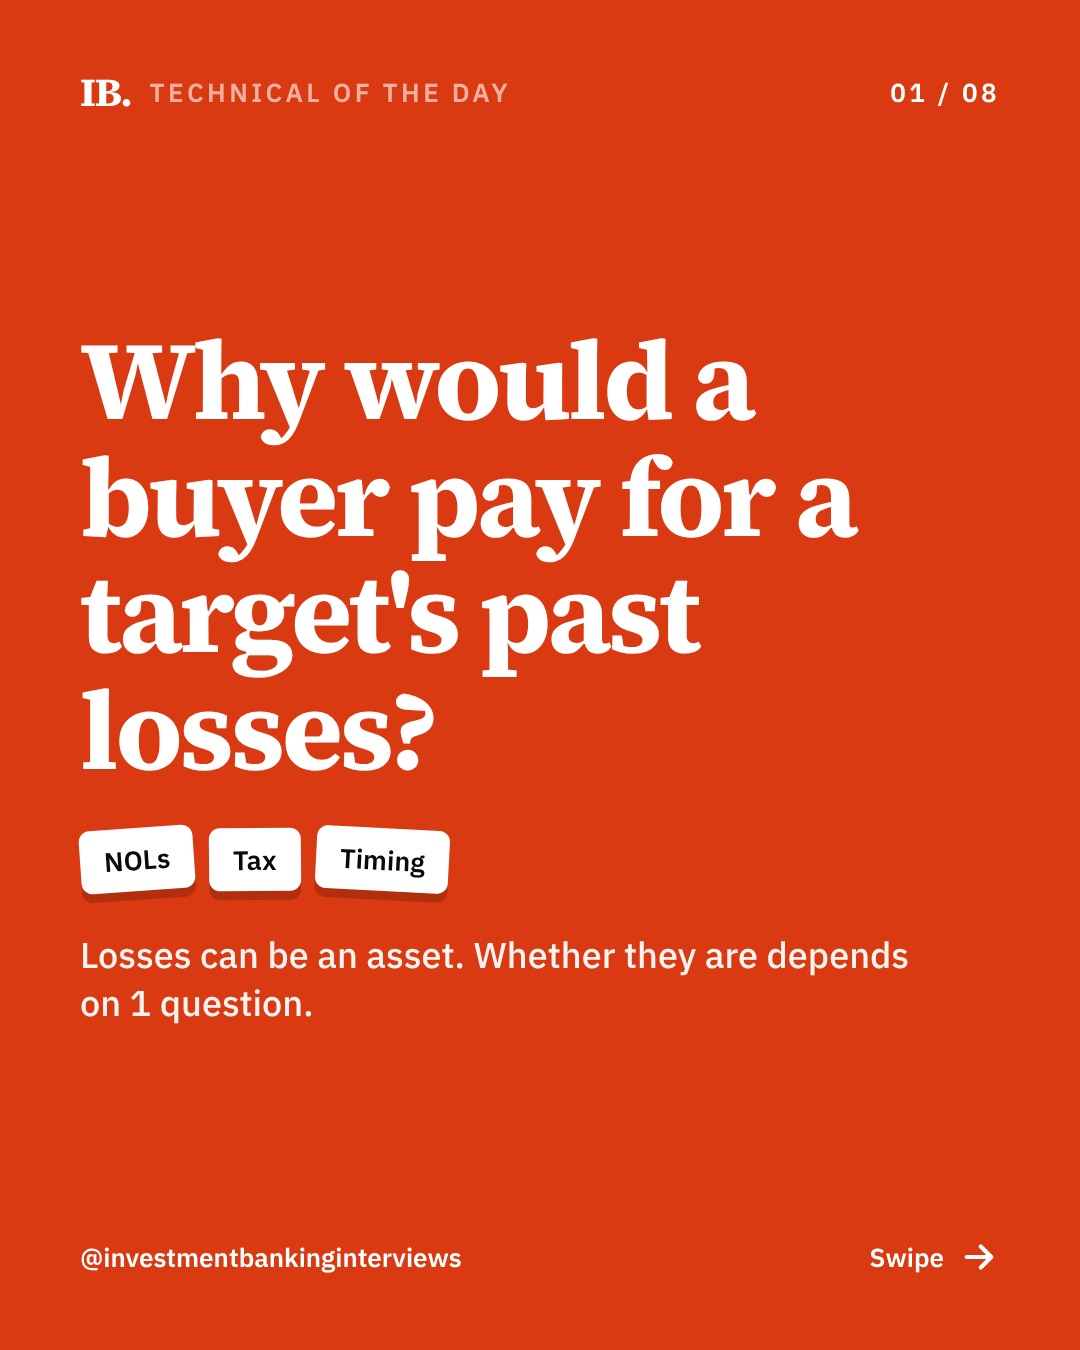 IB. TECHNICAL OF THE DAY
01 / 08
Why would a
buyer pay for a
target's past
losses?
NOLs
Tax
Timing
Losses can be an asset. Whether they are depends
on 1 question.
@investmentbankinginterviews
Swipe →